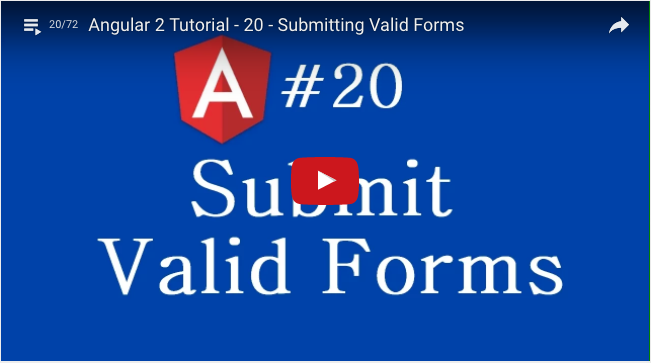 20/72 Angular 2 Tutorial - 20 - Submitting Valid Forms
A #20
Submit
Valid Forms